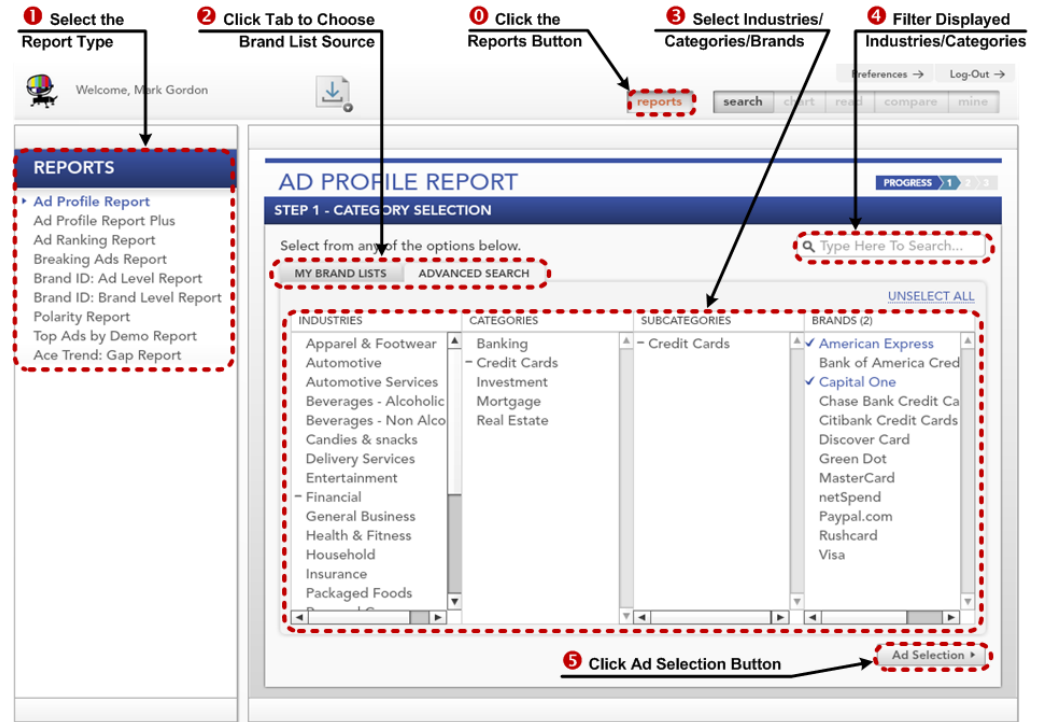 1 Select the
Report Type
2 Click Tab to Choose
Brand List Source
0 Click the
Reports Button
3 Select Industries/
Categories/Brands
4 Filter Displayed
Industries/Categories
Welcome, Mark Gordon
Preferences → Log-Out →
reports search chart read compare mine
REPORTS
Ad Profile Report
Ad Profile Report Plus
Ad Ranking Report
Breaking Ads Report
Brand ID: Ad Level Report
Brand ID: Brand Level Report
Polarity Report
Top Ads by Demo Report
Ace Trend: Gap Report
AD PROFILE REPORT
PROGRESS 1 2 3
STEP 1 - CATEGORY SELECTION
Select from any of the options below.
Type Here To Search...
MY BRAND LISTS ADVANCED SEARCH
UNSELECT ALL
INDUSTRIES
Apparel & Footwear
Automotive
Automotive Services
Beverages - Alcoholic
Beverages - Non Alco
Candies & snacks
Delivery Services
Entertainment
– Financial
General Business
Health & Fitness
Household
Insurance
Packaged Foods
CATEGORIES
Banking
– Credit Cards
Investment
Mortgage
Real Estate
SUBCATEGORIES
– Credit Cards
BRANDS (2)
✓ American Express
Bank of America Cred
✓ Capital One
Chase Bank Credit Ca
Citibank Credit Cards
Discover Card
Green Dot
MasterCard
netSpend
Paypal.com
Rushcard
Visa
5 Click Ad Selection Button
Ad Selection